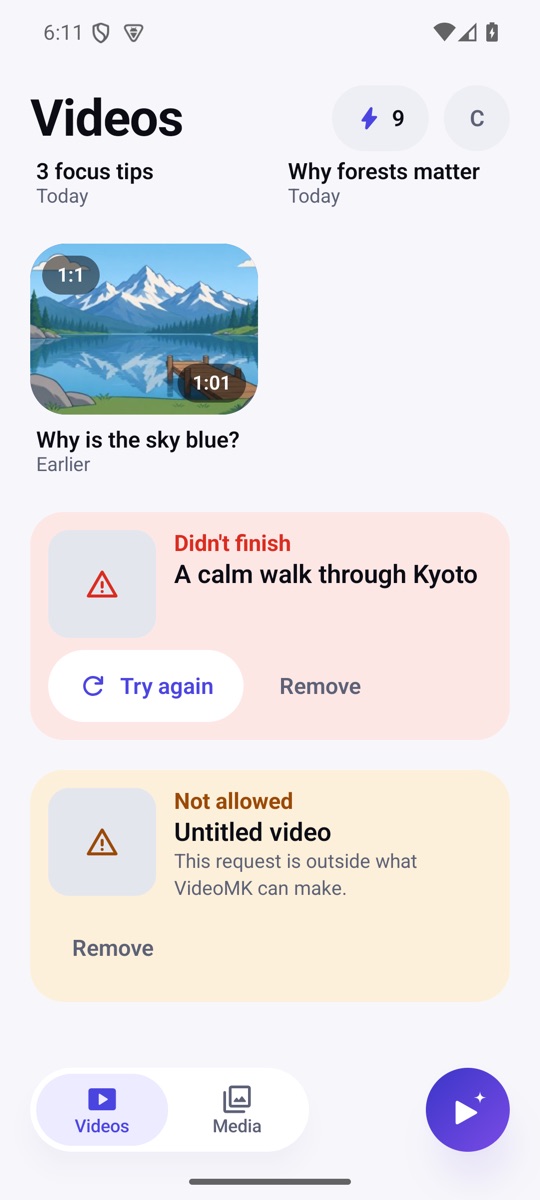 6:11
Videos
9
C
3 focus tips
Today
Why forests matter
Today
1:1
1:01
Why is the sky blue?
Earlier
Didn't finish
A calm walk through Kyoto
Try again
Remove
Not allowed
Untitled video
This request is outside what
VideoMK can make.
Remove
Videos
Media